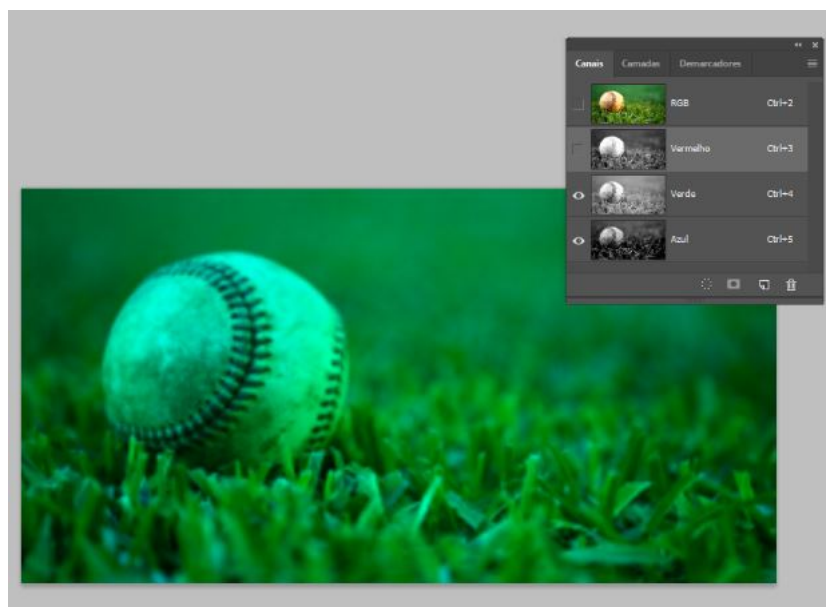 Canais Camadas Demarcadores
RGB Ctrl+2
Vermelho Ctrl+3
Verde Ctrl+4
Azul Ctrl+5